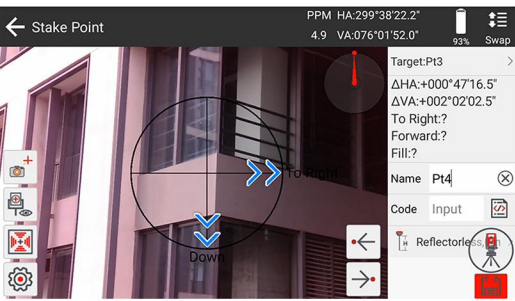 Stake Point
PPM HA:299°38'22.2"
4.9 VA:076°01'52.0"
93%
Swap
Target:Pt3
ΔHA:+000°47'16.5"
ΔVA:+002°02'02.5"
To Right:?
Forward:?
Fill:?
Name Pt4
Code Input
Reflectorless,
To Right
Down